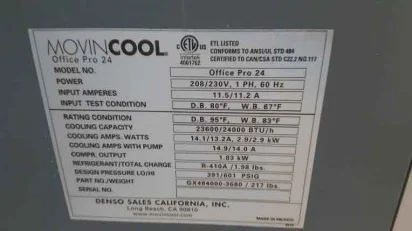 MOVINCOOL
Office Pro 24
ETL LISTED
CONFORMS TO ANSI/UL STD 484
CERTIFIED TO CAN/CSA STD C22.2 NO.117
Intertek
4001762
MODEL NO. Office Pro 24
POWER 208/230V, 1 PH, 60 Hz
INPUT AMPERES 11.5/11.2 A
INPUT TEST CONDITION D.B. 80°F, W.B. 67°F
RATING CONDITION D.B. 95°F, W.B. 83°F
COOLING CAPACITY 23600/24000 BTU/h
COOLING AMPS. WATTS 14.1/13.2A, 2.9/2.9 kW
COOLING AMPS WITH PUMP 14.9/14.0 A
COMPR. OUTPUT 1.83 kW
REFRIGERANT/TOTAL CHARGE R-410A /1.98 lbs.
DESIGN PRESSURE LO/HI 391/601 PSIG
PART NO./WEIGHT GX484000-3680 / 217 lbs.
SERIAL NO.
DENSO SALES CALIFORNIA, INC.
Long Beach, CA 90810
www.movincool.com
MADE IN MEXICO